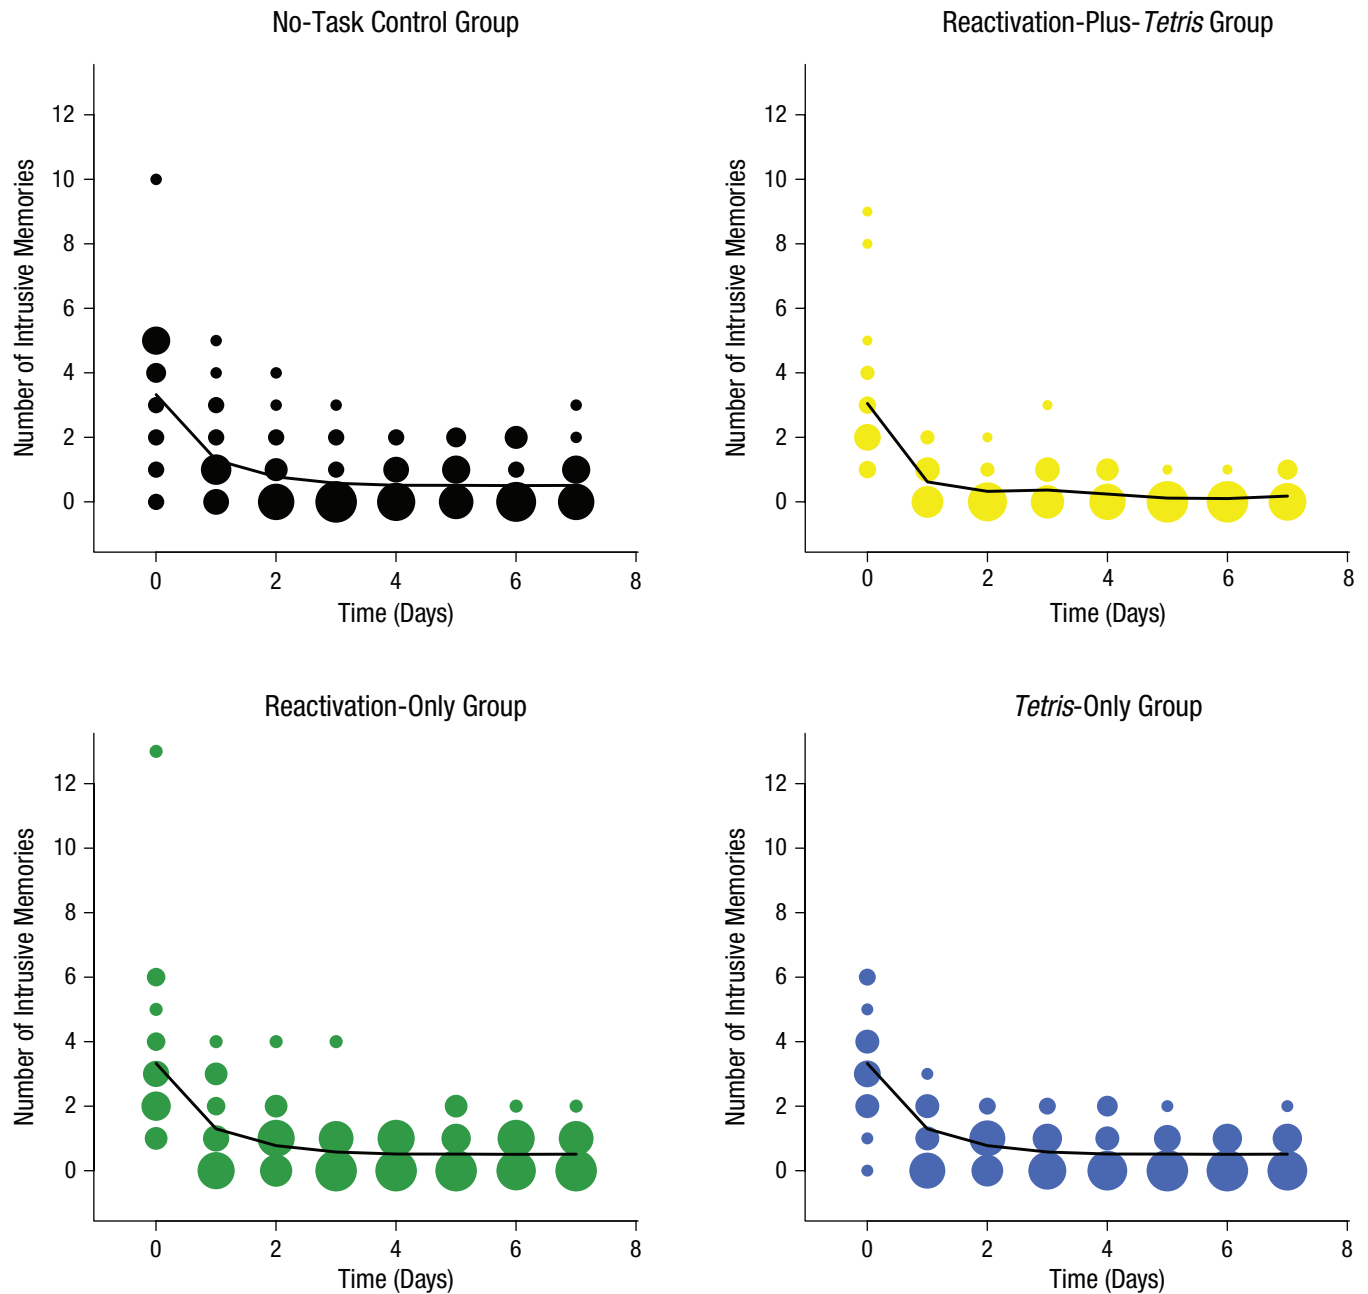 No-Task Control Group
Number of Intrusive Memories
12
10
8
6
4
2
0
0 2 4 6 8
Time (Days)
Reactivation-Plus-Tetris Group
Number of Intrusive Memories
12
10
8
6
4
2
0
0 2 4 6 8
Time (Days)
Reactivation-Only Group
Number of Intrusive Memories
12
10
8
6
4
2
0
0 2 4 6 8
Time (Days)
Tetris-Only Group
Number of Intrusive Memories
12
10
8
6
4
2
0
0 2 4 6 8
Time (Days)